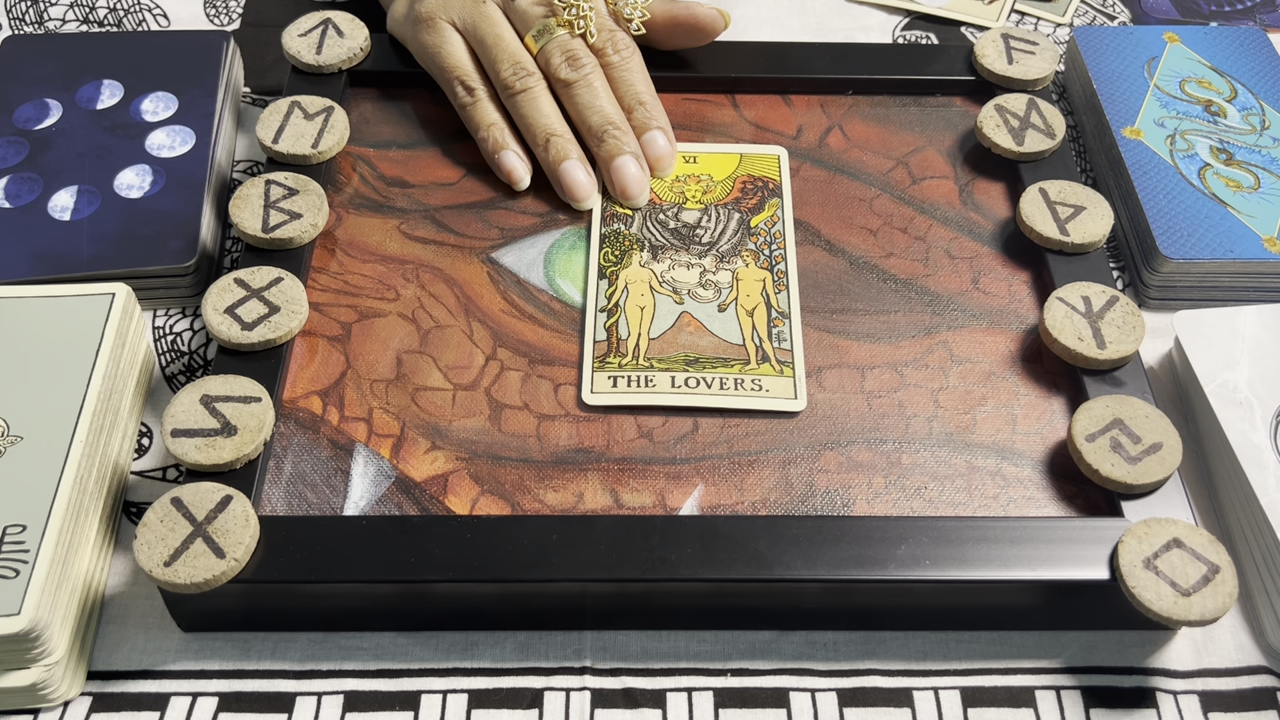 ᛏ
ᛖ
ᛒ
ᛟ
ᛊ
ᚷ
VI
THE LOVERS.
ᚨ
ᛞ
ᚦ
ᛉ
ᛃ
ᛜ